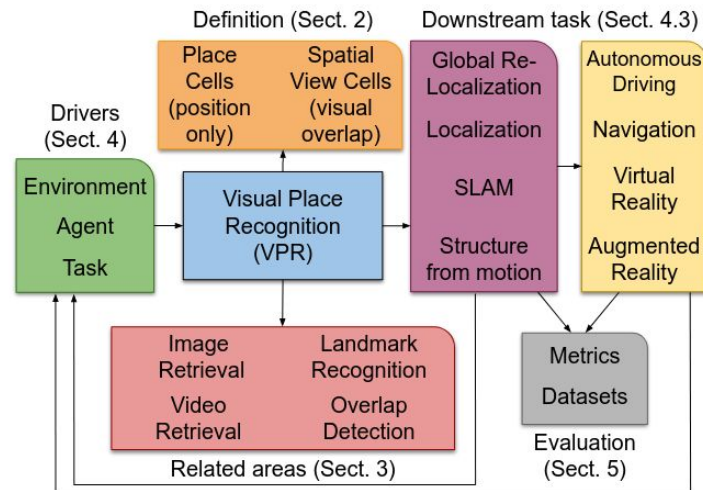 Definition (Sect. 2)
Downstream task (Sect. 4.3)
Place
Cells
(position
only)
Spatial
View Cells
(visual
overlap)
Global Re-
Localization
Localization
SLAM
Structure
from motion
Autonomous
Driving
Navigation
Virtual
Reality
Augmented
Reality
Drivers
(Sect. 4)
Environment
Agent
Task
Visual Place
Recognition
(VPR)
Image
Retrieval
Landmark
Recognition
Video
Retrieval
Overlap
Detection
Related areas (Sect. 3)
Metrics
Datasets
Evaluation
(Sect. 5)